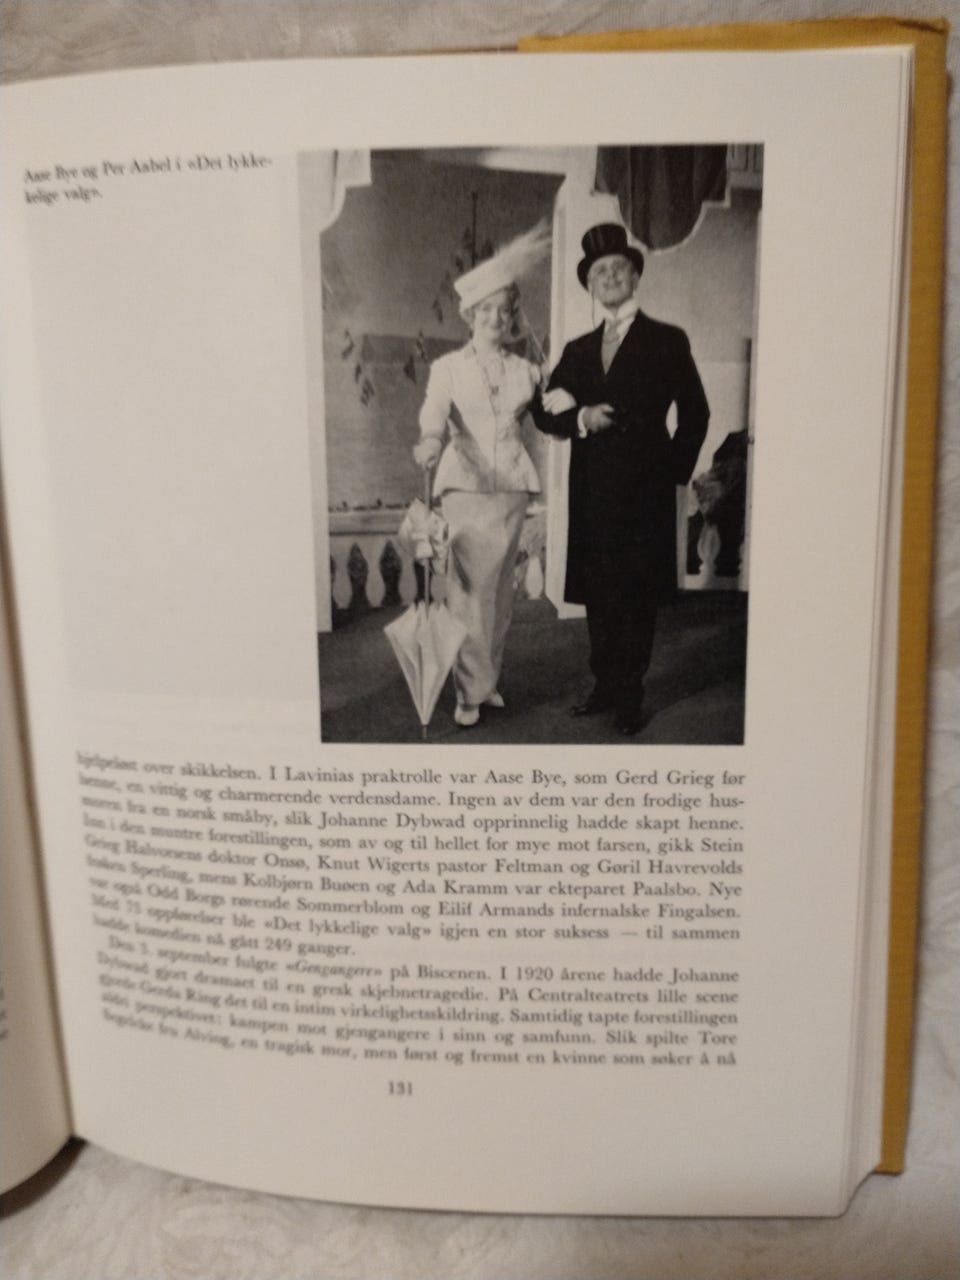 Aase Bye og Per Aabel i «Det lykke-
kelige valg».
hjelpeløst over skikkelsen. I Lavinias praktrolle var Aase Bye, som Gerd Grieg før
henne, en vittig og charmerende verdensdame. Ingen av dem var den frodige hus-
moren fra en norsk småby, slik Johanne Dybwad opprinnelig hadde skapt henne.
Inn i den muntre forestillingen, som av og til hellet for mye mot farsen, gikk Stein
Grieg Halvorsens doktor Onsø, Knut Wigerts pastor Feltman og Gøril Havrevolds
frøken Sperling, mens Kolbjørn Buøen og Ada Kramm var ekteparet Paalsbo. Nye
var også Odd Borgs rørende Sommerblom og Eilif Armands infernalske Fingalsen.
Med 73 oppførelser ble «Det lykkelige valg» igjen en stor suksess — til sammen
hadde komedien nå gått 249 ganger.
Den 3. september fulgte «Gengangere» på Biscenen. I 1920 årene hadde Johanne
Dybwad gjort dramaet til en gresk skjebnetragedie. På Centralteatrets lille scene
gjorde Gerda Ring det til en intim virkelighetsskildring. Samtidig tapte forestillingen
perspektivet: kampen mot gjengangere i sinn og samfunn. Slik spilte Tore
Segelcke fru Alving, en tragisk mor, men først og fremst en kvinne som søker å nå
131